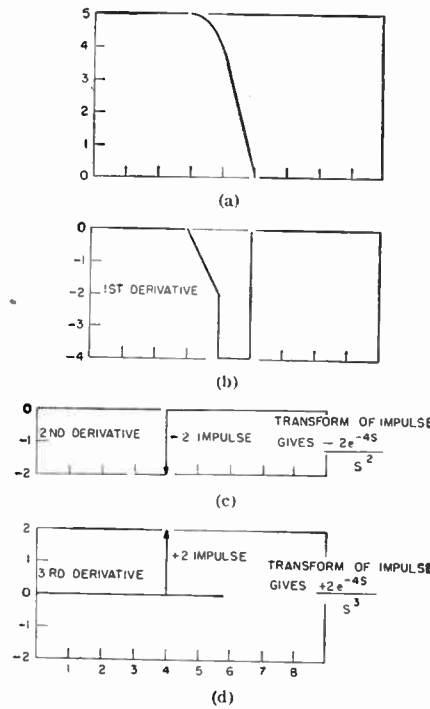 5
4
3
2
1
0
(a)
0
-1
-2
-3
-4
1ST DERIVATIVE
(b)
0
-1
-2
2ND DERIVATIVE
-2 IMPULSE
TRANSFORM OF IMPULSE
GIVES - 2e^-4S
S^2
(c)
2
1
0
-1
-2
3RD DERIVATIVE
+2 IMPULSE
TRANSFORM OF IMPULSE
GIVES +2e^-4S
S^3
1 2 3 4 5 6 7 8
(d)